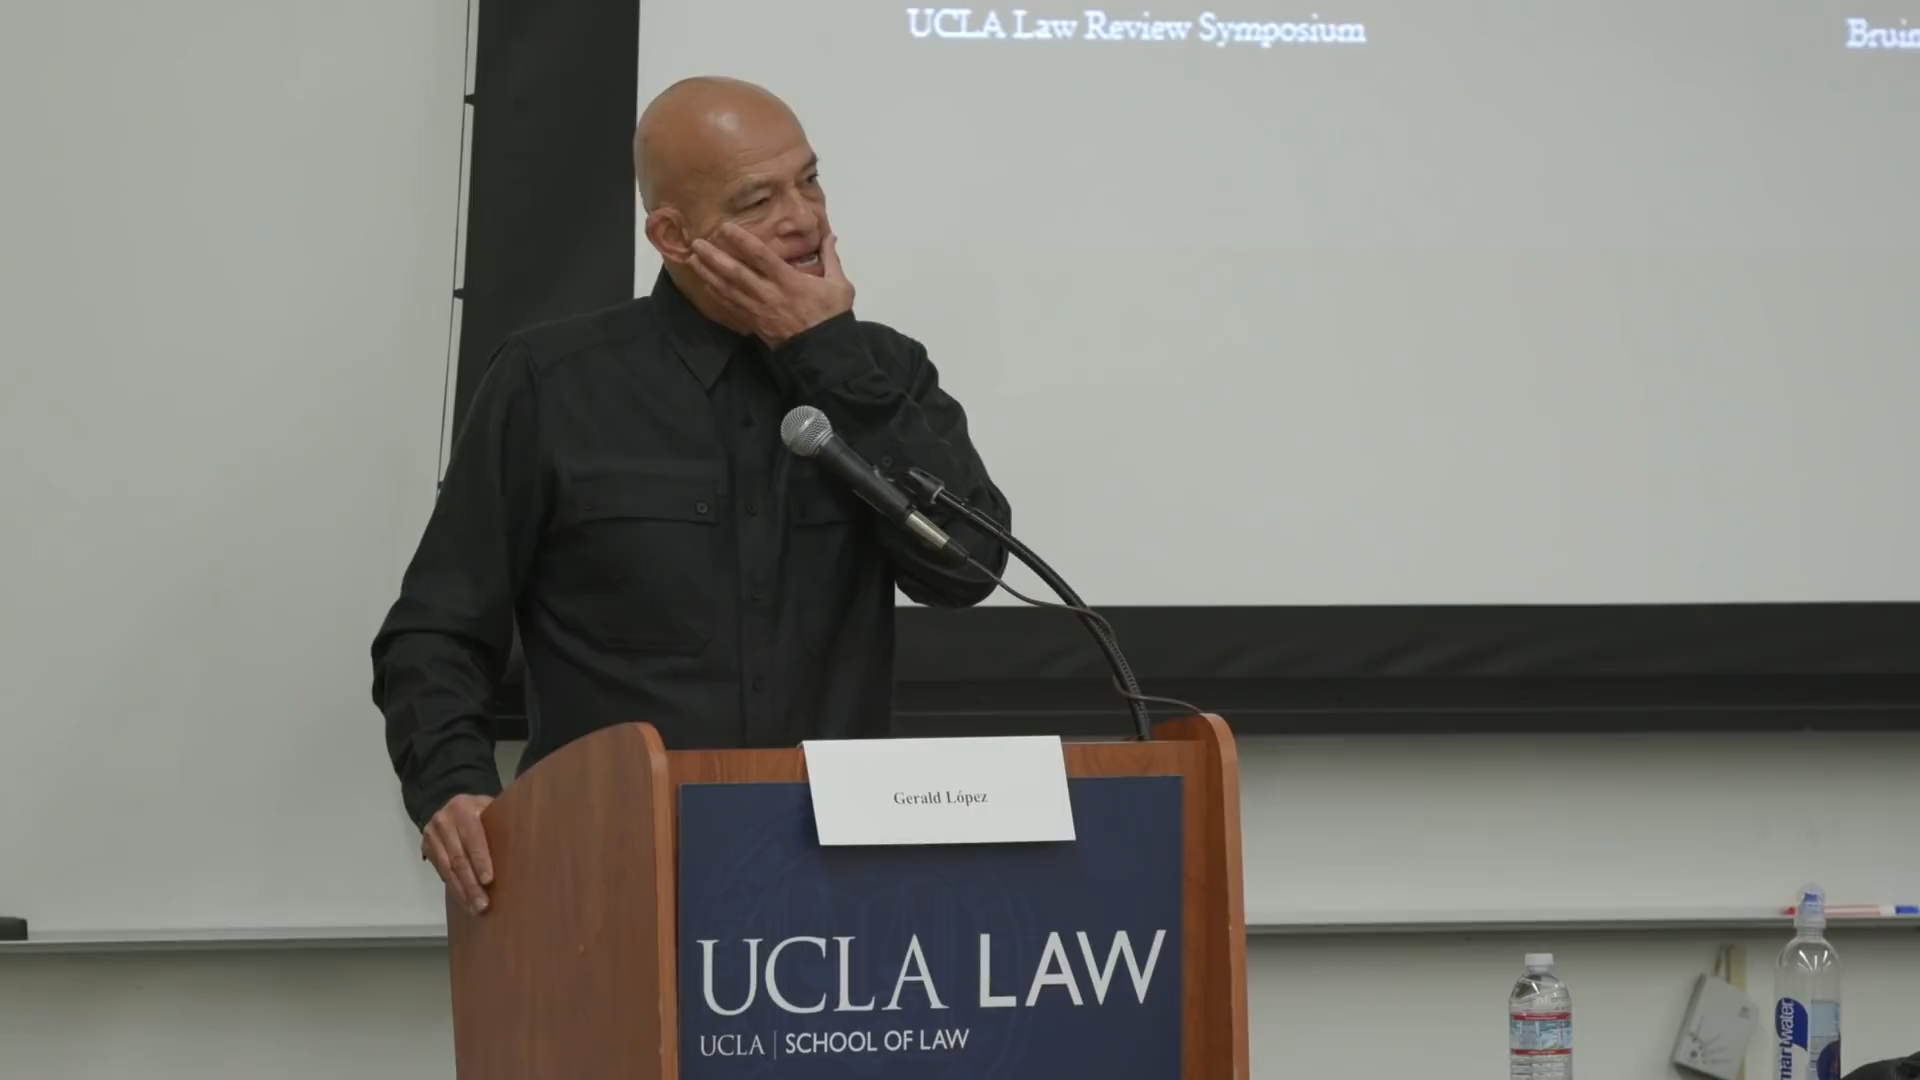 UCLA Law Review Symposium
Gerald López
UCLA LAW
UCLA | SCHOOL OF LAW